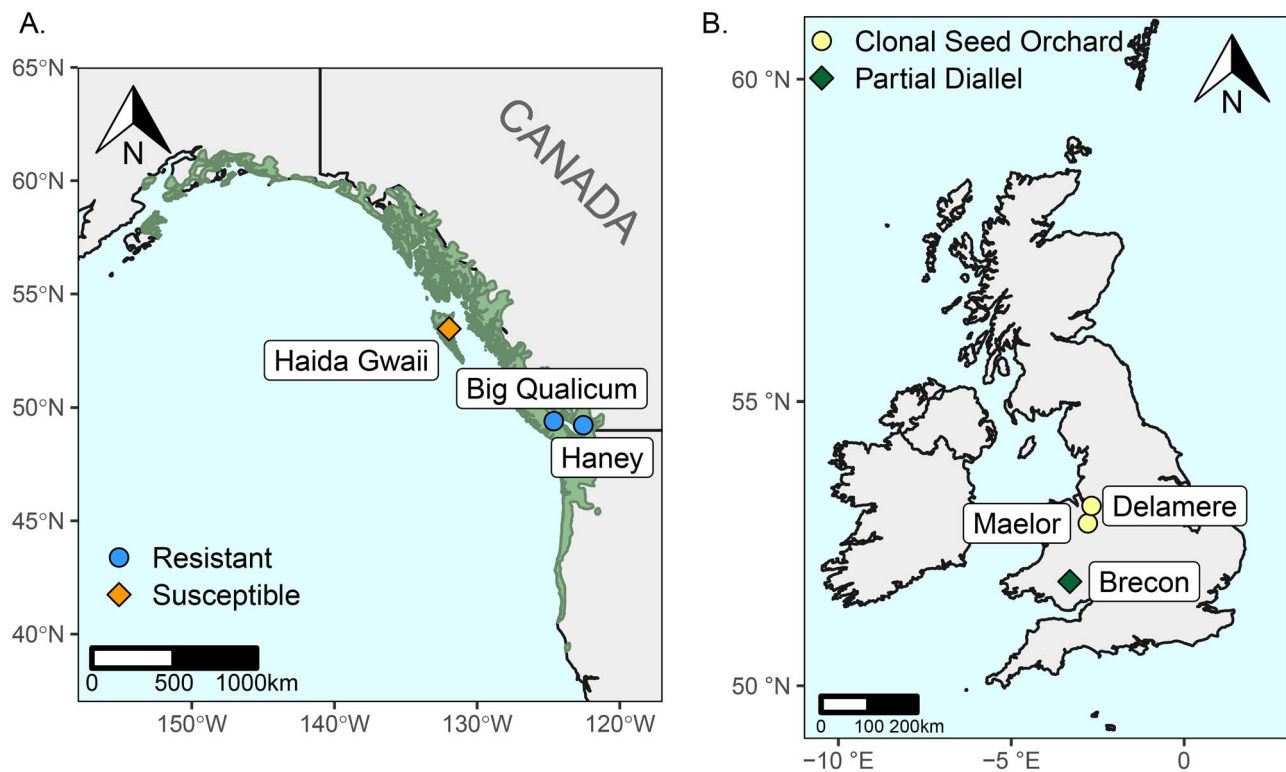 A.
65°N
60°N
55°N
50°N
45°N
40°N
N
CANADA
Haida Gwaii
Big Qualicum
Haney
Resistant
Susceptible
0 500 1000km
150°W 140°W 130°W 120°W
B.
Clonal Seed Orchard
Partial Diallel
N
60 °N
55 °N
50 °N
Delamere
Maelor
Brecon
0 100 200km
−10 °E −5 °E 0